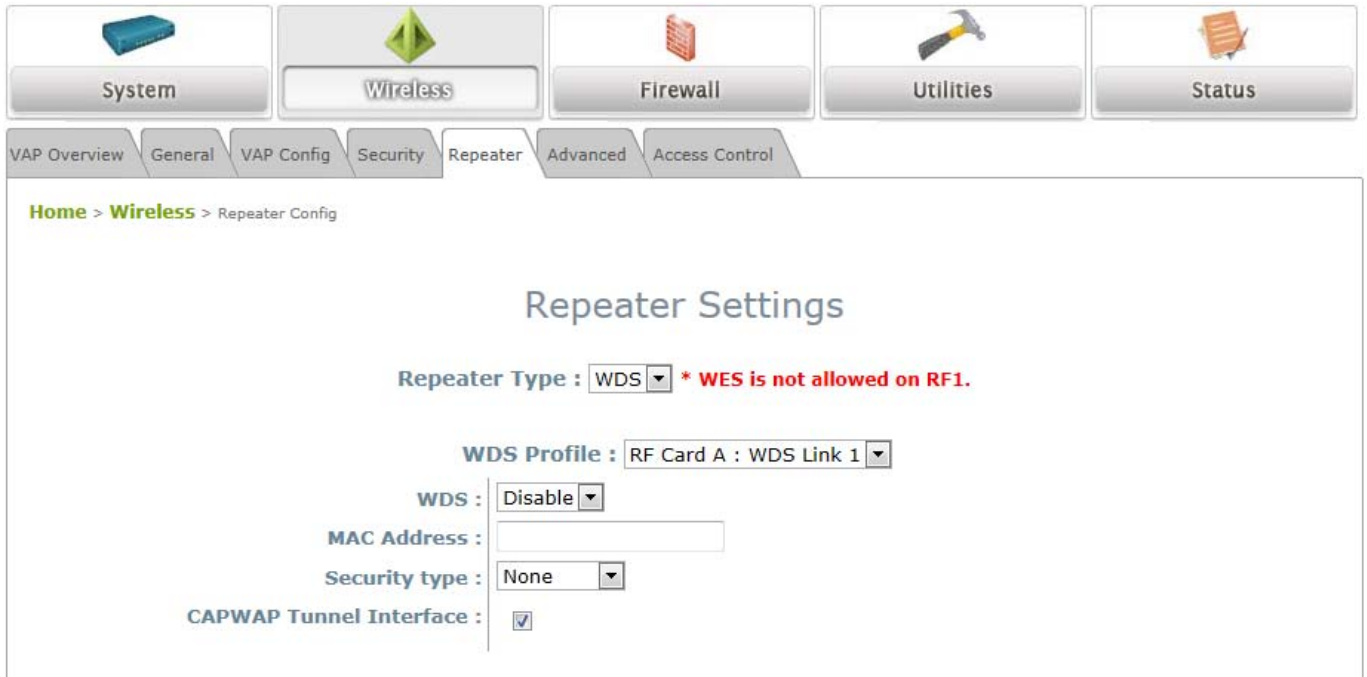 System Wireless Firewall Utilities Status
VAP Overview General VAP Config Security Repeater Advanced Access Control
Home > Wireless > Repeater Config
Repeater Settings
Repeater Type : WDS * WES is not allowed on RF1.
WDS Profile : RF Card A : WDS Link 1
WDS : Disable
MAC Address :
Security type : None
CAPWAP Tunnel Interface :